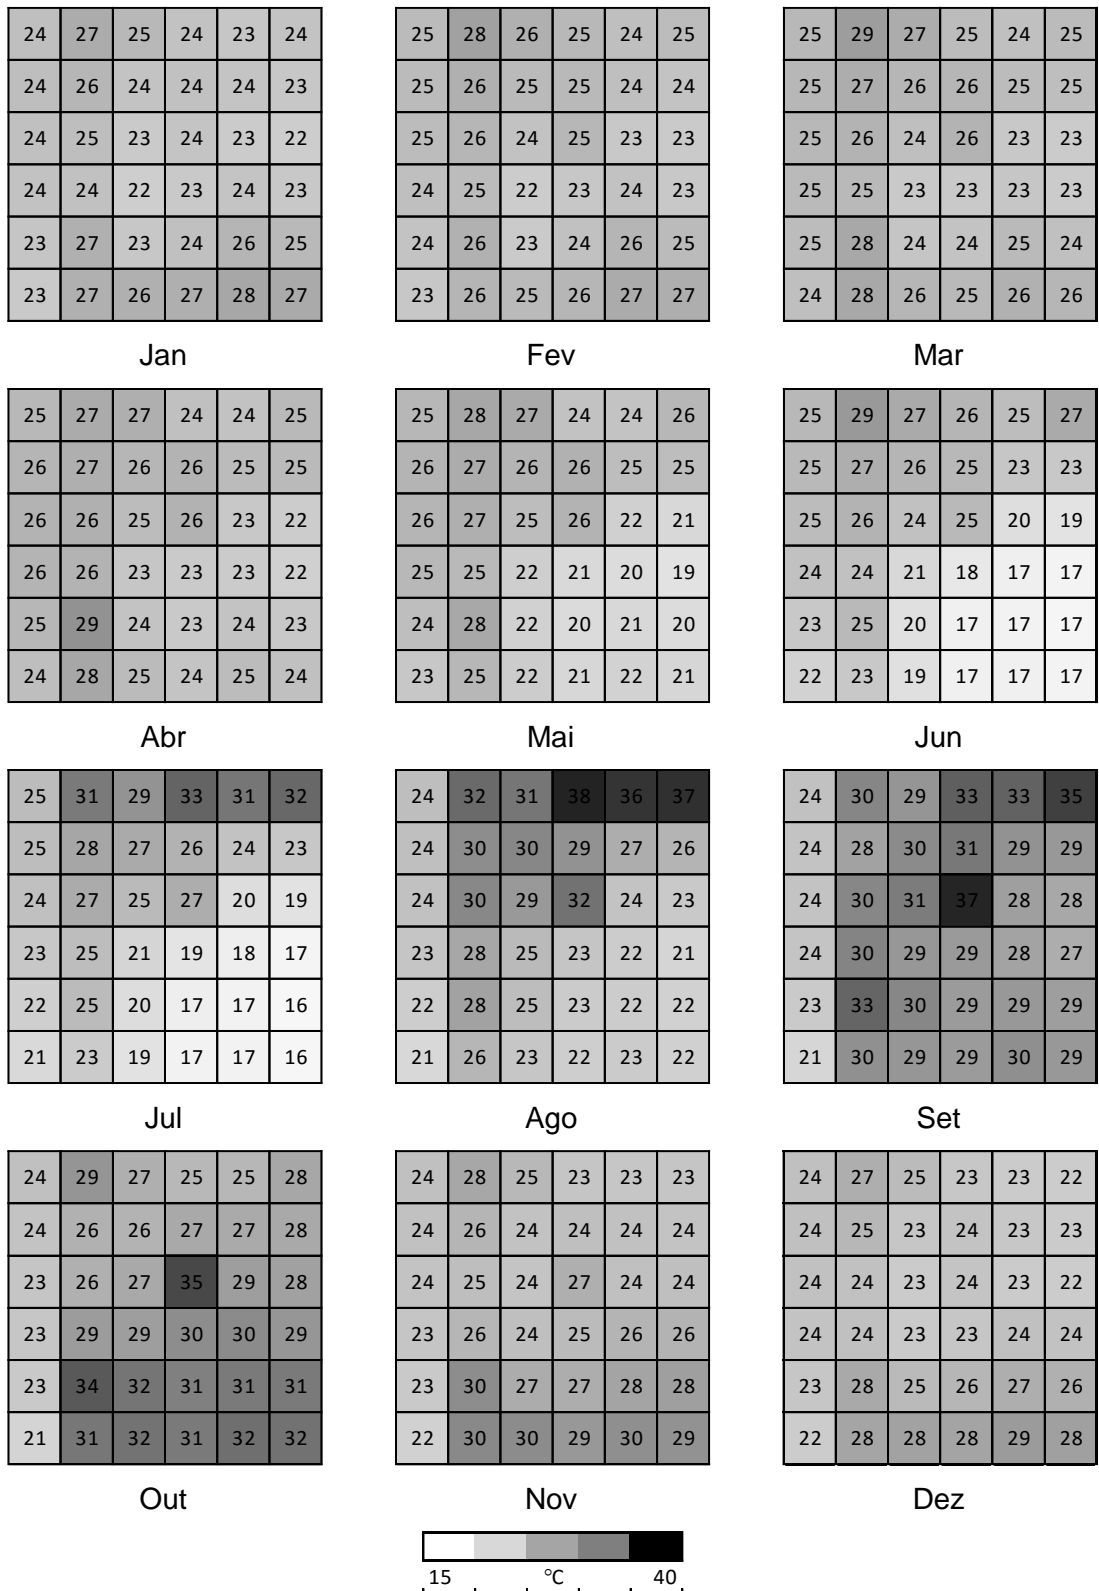 24 27 25 24 23 24 25 28 26 25 24 25 25 29 27 25 24 25
24 26 24 24 24 23 25 26 25 25 24 24 25 27 26 26 25 25
24 25 23 24 23 22 25 26 24 25 23 23 25 26 24 26 23 23
24 24 22 23 24 23 24 25 22 23 24 23 25 25 23 23 23 23
23 27 23 24 26 25 24 26 23 24 26 25 25 28 24 24 25 24
23 27 26 27 28 27 23 26 25 26 27 27 24 28 26 25 26 26
Jan Fev Mar
25 27 27 24 24 25 25 28 27 24 24 26 25 29 27 26 25 27
26 27 26 26 25 25 26 27 26 26 25 25 25 27 26 25 23 23
26 26 25 26 23 22 26 27 25 26 22 21 25 26 24 25 20 19
26 26 23 23 23 22 25 25 22 21 20 19 24 24 21 18 17 17
25 29 24 23 24 23 24 28 22 20 21 20 23 25 20 17 17 17
24 28 25 24 25 24 23 25 22 21 22 21 22 23 19 17 17 17
Abr Mai Jun
25 31 29 33 31 32 24 32 31 38 36 37 24 30 29 33 33 35
25 28 27 26 24 23 24 30 30 29 27 26 24 28 30 31 29 29
24 27 25 27 20 19 24 30 29 32 24 23 24 30 31 37 28 28
23 25 21 19 18 17 23 28 25 23 22 21 24 30 29 29 28 27
22 25 20 17 17 16 22 28 25 23 22 22 23 33 30 29 29 29
21 23 19 17 17 16 21 26 23 22 23 22 21 30 29 29 30 29
Jul Ago Set
24 29 27 25 25 28 24 28 25 23 23 23 24 27 25 23 23 22
24 26 26 27 27 28 24 26 24 24 24 24 24 25 23 24 23 23
23 26 27 35 29 28 24 25 24 27 24 24 24 24 23 24 23 22
23 29 29 30 30 29 23 26 24 25 26 26 24 24 23 23 24 24
23 34 32 31 31 31 23 30 27 27 28 28 23 28 25 26 27 26
21 31 32 31 32 32 22 30 30 29 30 29 22 28 28 28 29 28
Out Nov Dez
15 °C 40